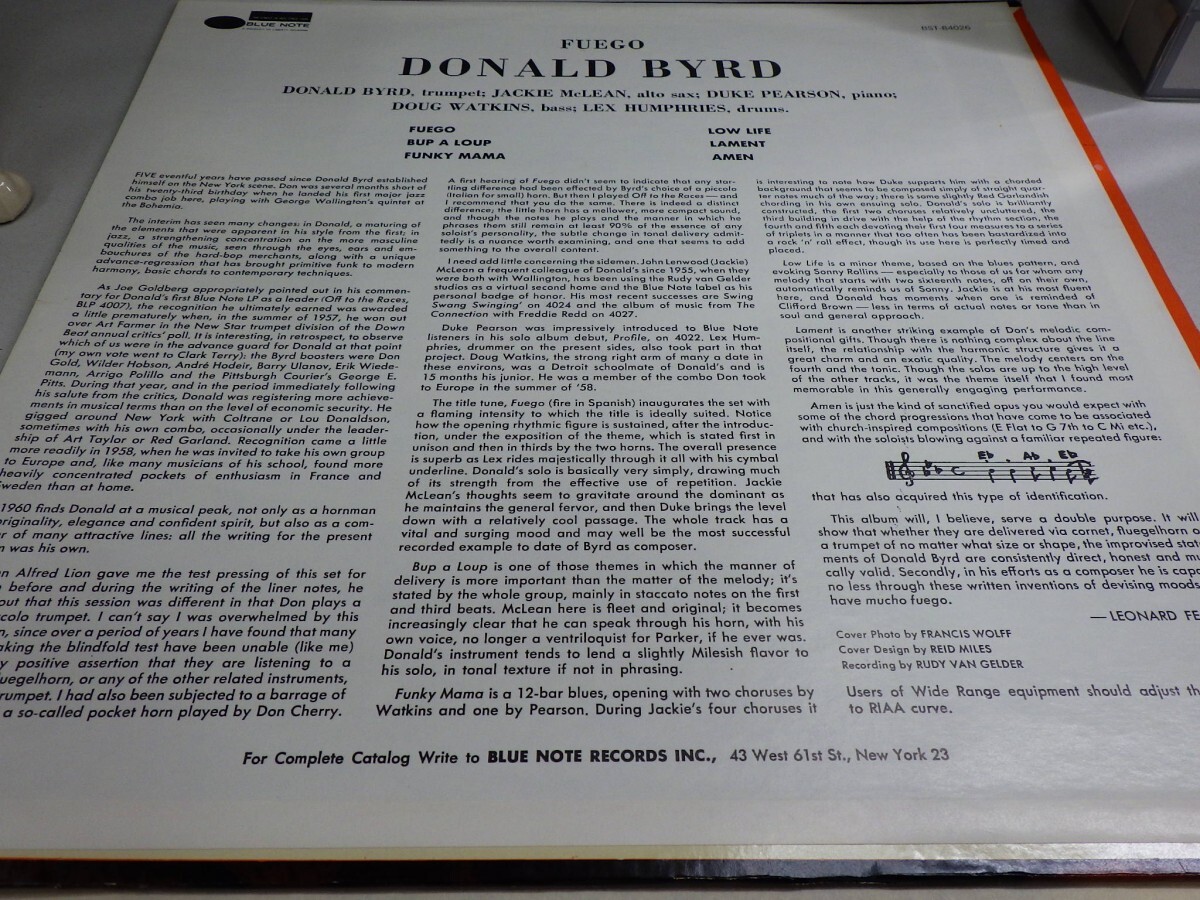 BLUE NOTE
BST-84026
FUEGO
DONALD BYRD
DONALD BYRD, trumpet; JACKIE McLEAN, alto sax; DUKE PEARSON, piano;
DOUG WATKINS, bass; LEX HUMPHRIES, drums.
FUEGO
BUP A LOUP
FUNKY MAMA
LOW LIFE
LAMENT
AMEN
FIVE eventful years have passed since Donald Byrd established
himself on the New York scene. Don was several months short of
his twenty-third birthday when he landed his first major jazz
combo job here, playing with George Wallington's quintet at
the Bohemia.
The interim has seen many changes: in Donald, a maturing of
the elements that were apparent in his style from the first; in
jazz, a strengthening concentration on the more masculine
qualities of the music, seen through the eyes, ears and em-
bouchures of the hard-bop merchants, along with a unique
advance-regression that has brought primitive funk to modern
harmony, basic chords to contemporary techniques.
As Joe Goldberg appropriately pointed out in his commen-
tary for Donald's first Blue Note LP as a leader (Off to the Races,
BLP 4007), the recognition he ultimately earned was awarded
a little prematurely when, in the summer of 1957, he won out
over Art Farmer in the New Star trumpet division of the Down
Beat annual critics' poll. It is interesting, in retrospect, to observe
which of us were in the advance guard for Donald at that point
(my own vote went to Clark Terry): the Byrd boosters were Don
Gold, Wilder Hobson, André Hodeir, Barry Ulanov, Erik Wiede-
mann, Arrigo Polillo and the Pittsburgh Courier's George E.
Pitts. During that year, and in the period immediately following
his salute from the critics, Donald was registering more achieve-
ments in musical terms than on the level of economic security. He
gigged around New York with Coltrane or Lou Donaldson,
sometimes with his own combo, occasionally under the leader-
ship of Art Taylor or Red Garland. Recognition came a little
more readily in 1958, when he was invited to take his own group
to Europe and, like many musicians of his school, found more
heavily concentrated pockets of enthusiasm in France and
Sweden than at home.
1960 finds Donald at a musical peak, not only as a hornman
originality, elegance and confident spirit, but also as a com-
r of many attractive lines: all the writing for the present
n was his own.
n Alfred Lion gave me the test pressing of this set for
before and during the writing of the liner notes, he
out that this session was different in that Don plays a
ccolo trumpet. I can't say I was overwhelmed by this
n, since over a period of years I have found that many
aking the blindfold test have been unable (like me)
y positive assertion that they are listening to a
uegelhorn, or any of the other related instruments,
rumpet. I had also been subjected to a barrage of
a so-called pocket horn played by Don Cherry.
A first hearing of Fuego didn't seem to indicate that any star-
tling difference had been effected by Byrd's choice of a piccolo
(Italian for small) horn. But then I played Off to the Races — and
I recommend that you do the same. There is indeed a distinct
difference; the little horn has a mellower, more compact sound,
and though the notes he plays and the manner in which he
phrases them still remain at least 90% of the essence of any
soloist's personality, the subtle change in tonal delivery admit-
tedly is a nuance worth examining, and one that seems to add
something to the overall content.
I need add little concerning the sidemen. John Lenwood (Jackie)
McLean a frequent colleague of Donald's since 1955, when they
were both with Wallington, has been using the Rudy van Gelder
studios as a virtual second home and the Blue Note label as his
personal badge of honor. His most recent successes are Swing
Swang Swingin' on 4024 and the album of music from The
Connection with Freddie Redd on 4027.
Duke Pearson was impressively introduced to Blue Note
listeners in his solo album debut, Profile, on 4022. Lex Hum-
phries, drummer on the present sides, also took part in that
project. Doug Watkins, the strong right arm of many a date in
these environs, was a Detroit schoolmate of Donald's and is
15 months his junior. He was a member of the combo Don took
to Europe in the summer of '58.
The title tune, Fuego (fire in Spanish) inaugurates the set with
a flaming intensity to which the title is ideally suited. Notice
how the opening rhythmic figure is sustained, after the introduc-
tion, under the exposition of the theme, which is stated first in
unison and then in thirds by the two horns. The overall presence
is superb as Lex rides majestically through it all with his cymbal
underline. Donald's solo is basically very simply, drawing much
of its strength from the effective use of repetition. Jackie
McLean's thoughts seem to gravitate around the dominant as
he maintains the general fervor, and then Duke brings the level
down with a relatively cool passage. The whole track has a
vital and surging mood and may well be the most successful
recorded example to date of Byrd as composer.
Bup a Loup is one of those themes in which the manner of
delivery is more important than the matter of the melody; it's
stated by the whole group, mainly in staccato notes on the first
and third beats. McLean here is fleet and original; it becomes
increasingly clear that he can speak through his horn, with his
own voice, no longer a ventriloquist for Parker, if he ever was.
Donald's instrument tends to lend a slightly Milesish flavor to
his solo, in tonal texture if not in phrasing.
Funky Mama is a 12-bar blues, opening with two choruses by
Watkins and one by Pearson. During Jackie's four choruses it
is interesting to note how Duke supports him with a chorded
background that seems to be composed simply of straight quar-
ter notes much of the way; there is some slightly Red Garlandish
chording in his own ensuing solo. Donald's solo is brilliantly
constructed, the first two choruses relatively uncluttered, the
third building in drive with the help of the rhythm section, the
fourth and fifth each devoting their first four measures to a series
of triplets in a manner that too often has been bastardized into
a rock 'n' roll effect, though its use here is perfectly timed and
placed.
Low Life is a minor theme, based on the blues pattern, and
evoking Sonny Rollins — especially to those of us for whom any
melody that starts with two sixteenth notes, off on their own,
automatically reminds us of Sonny. Jackie is at his most fluent
here, and Donald has moments when one is reminded of
Clifford Brown — less in terms of actual notes or tone than in
soul and general approach.
Lament is another striking example of Don's melodic com-
positional gifts. Though there is nothing complex about the line
itself, the relationship with the harmonic structure gives it a
great charm and an exotic quality. The melody centers on the
fourth and the tonic. Though the solos are up to the high level
of the other tracks, it was the theme itself that I found most
memorable in this generally engaging performance.
Amen is just the kind of sanctified opus you would expect with
some of the chord progressions that have come to be associated
with church-inspired compositions (E Flat to G 7th to C Mi etc.),
and with the soloists blowing against a familiar repeated figure:
Eb Ab Eb
that has also acquired this type of identification.
This album will, I believe, serve a double purpose. It will
show that whether they are delivered via cornet, fluegelhorn o
a trumpet of no matter what size or shape, the improvised stat
ments of Donald Byrd are consistently direct, honest and m
cally valid. Secondly, in his efforts as a composer he is capa
no less through these written inventions of devising moods
have mucho fuego.
— LEONARD FE
Cover Photo by FRANCIS WOLFF
Cover Design by REID MILES
Recording by RUDY VAN GELDER
Users of Wide Range equipment should adjust th
to RIAA curve.
For Complete Catalog Write to BLUE NOTE RECORDS INC., 43 West 61st St., New York 23